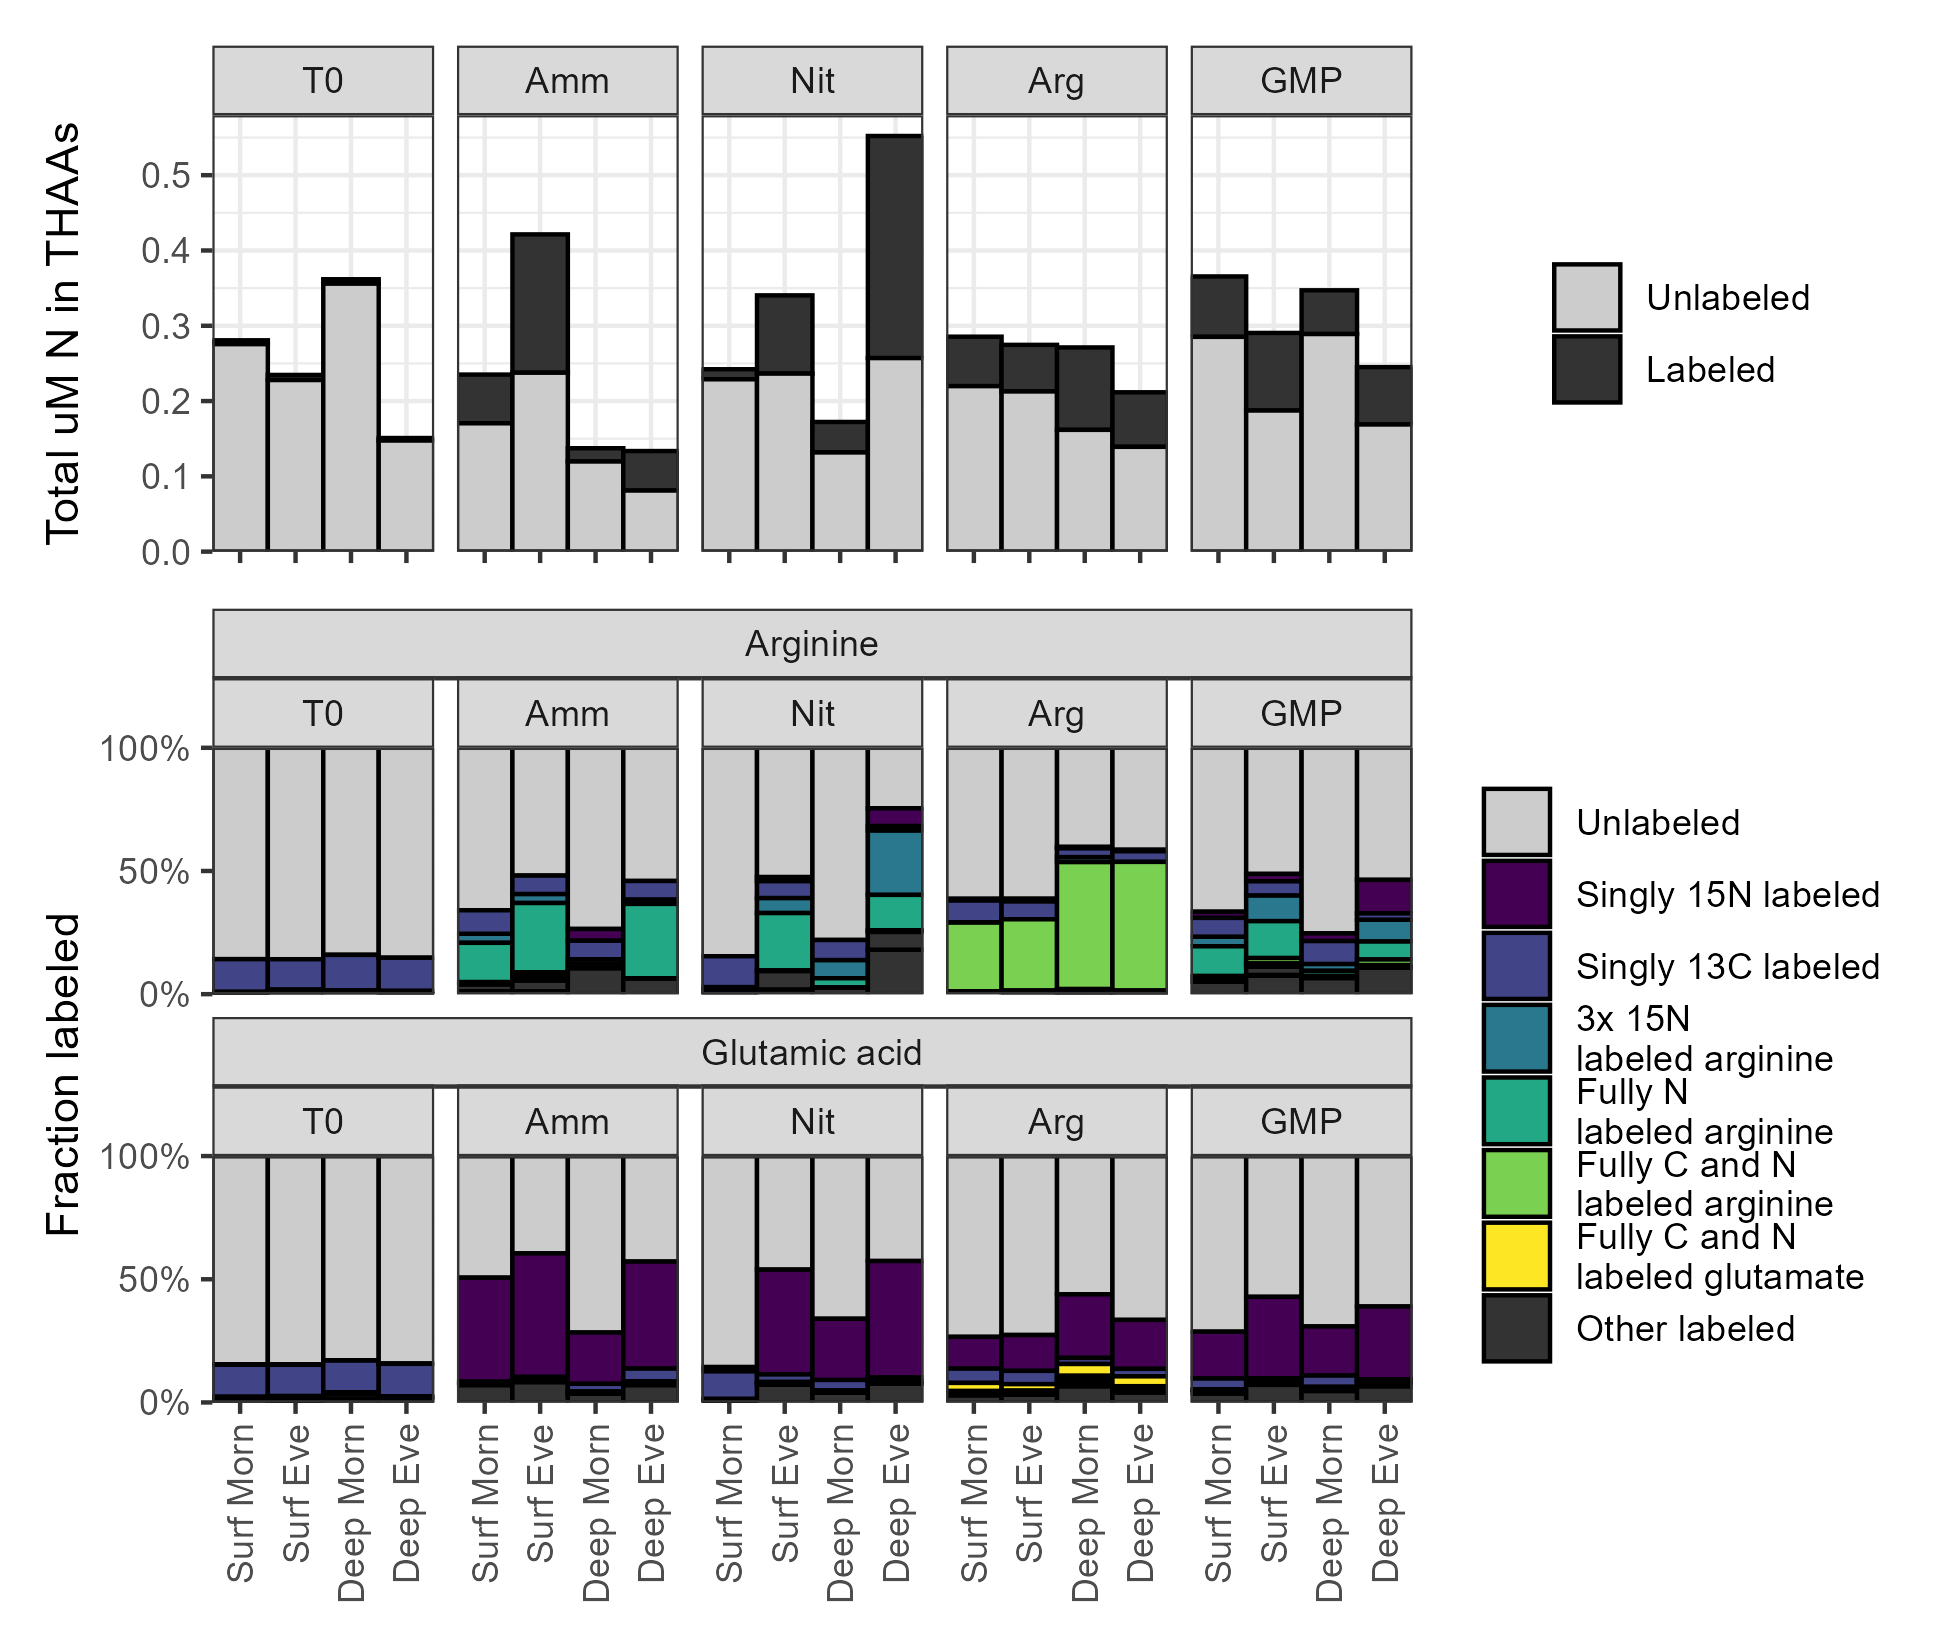 Total uM N in THAAs
T0 Amm Nit Arg GMP
0.5
0.4
0.3
0.2
0.1
0.0
Unlabeled
Labeled
Fraction labeled
Arginine
T0 Amm Nit Arg GMP
100%
50%
0%
Glutamic acid
T0 Amm Nit Arg GMP
100%
50%
0%
Surf Morn Surf Eve Deep Morn Deep Eve Surf Morn Surf Eve Deep Morn Deep Eve Surf Morn Surf Eve Deep Morn Deep Eve Surf Morn Surf Eve Deep Morn Deep Eve Surf Morn Surf Eve Deep Morn Deep Eve
Unlabeled
Singly 15N labeled
Singly 13C labeled
3x 15N
labeled arginine
Fully N
labeled arginine
Fully C and N
labeled arginine
Fully C and N
labeled glutamate
Other labeled